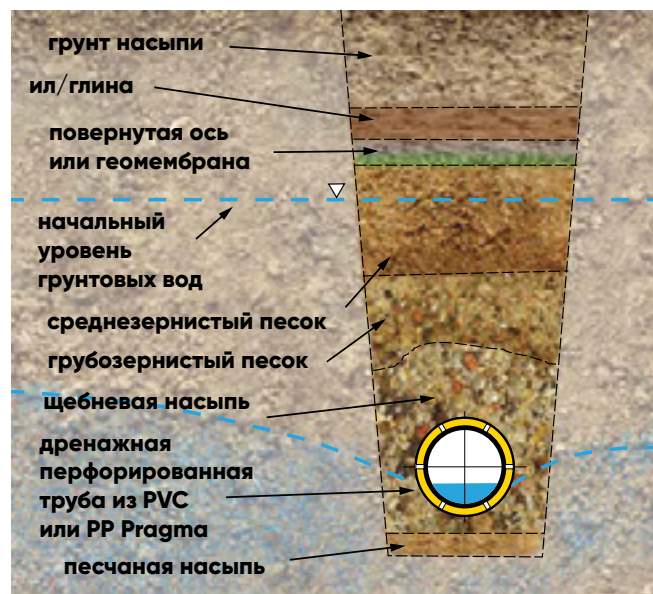 грунт насыпи
ил/глина
повернутая ось
или геомембрана
начальный
уровень
грунтовых вод
среднезернистый песок
грубозернистый песок
щебневая насыпь
дренажная
перфорированная
труба из PVC
или PP Pragma
песчаная насыпь